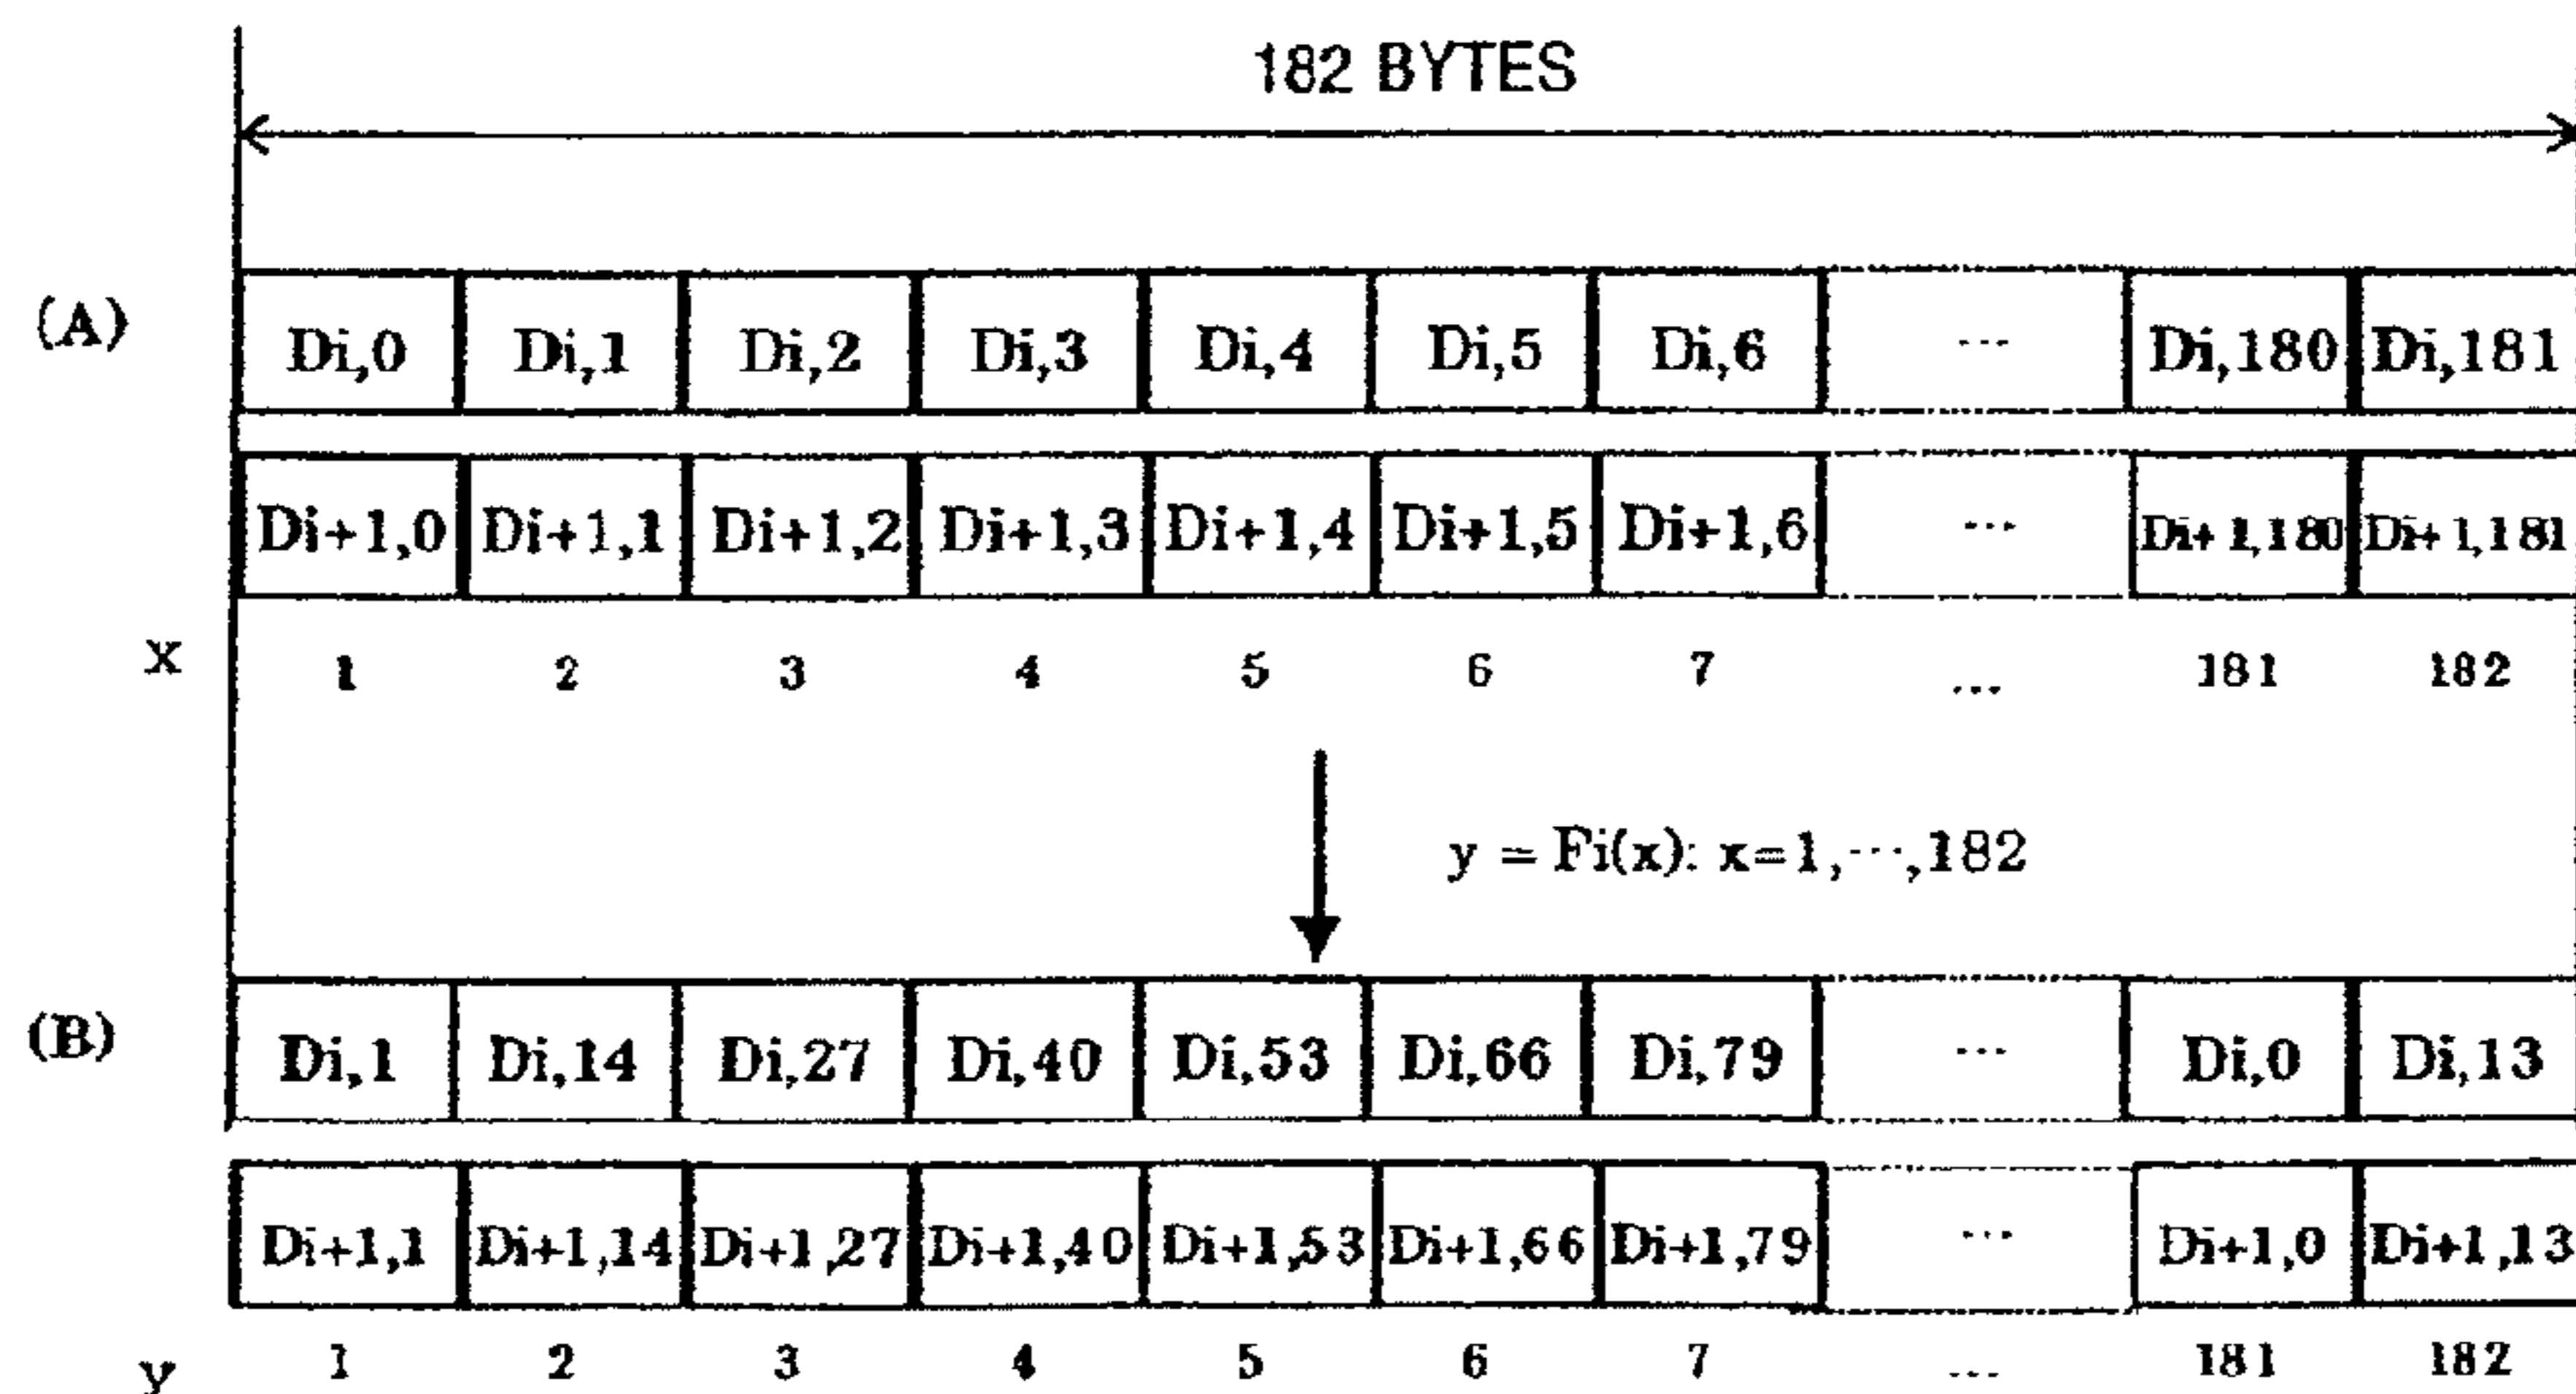 182 BYTES
(A) Di,0 Di,1 Di,2 Di,3 Di,4 Di,5 Di,6 ... Di,180 Di,181
Di+1,0 Di+1,1 Di+1,2 Di+1,3 Di+1,4 Di+1,5 Di+1,6 ... Di+1,180 Di+1,181
x 1 2 3 4 5 6 7 ... 181 182
y = Fi(x): x=1,...,182
(B) Di,1 Di,14 Di,27 Di,40 Di,53 Di,66 Di,79 ... Di,0 Di,13
Di+1,1 Di+1,14 Di+1,27 Di+1,40 Di+1,53 Di+1,66 Di+1,79 ... Di+1,0 Di+1,13
y 1 2 3 4 5 6 7 ... 181 182